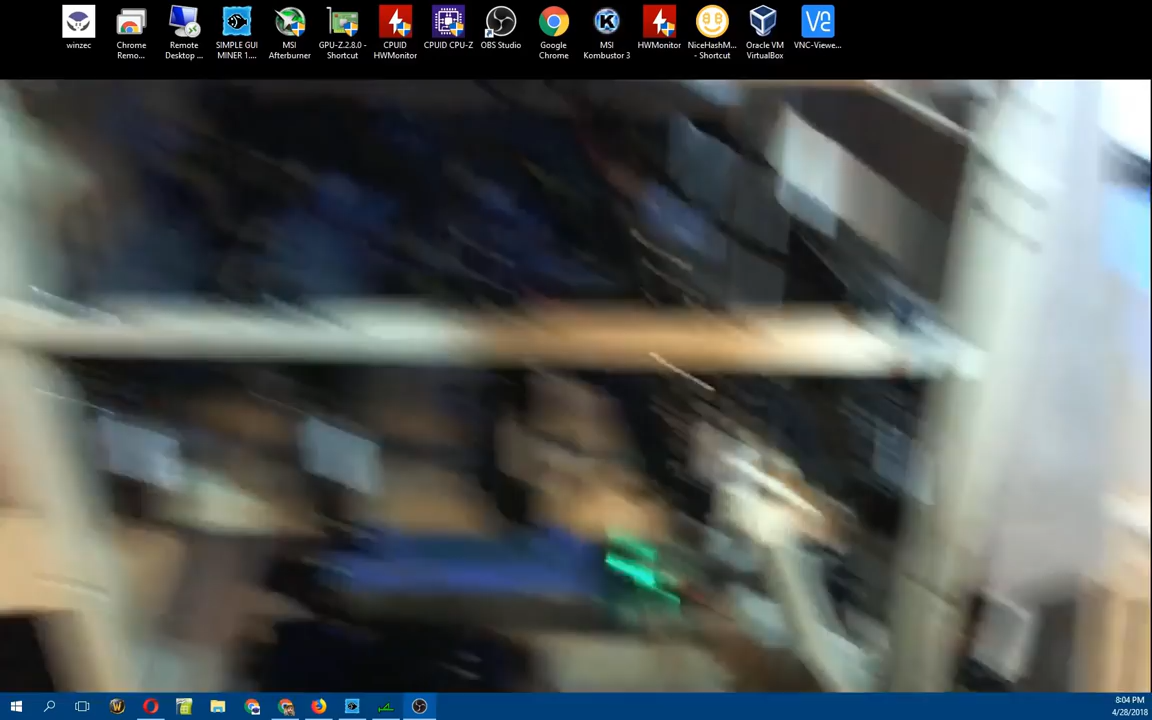 winzec
Chrome Remo...
Remote Desktop ...
SIMPLE GUI MINER 1....
MSI Afterburner
GPU-Z.2.8.0 - Shortcut
CPUID HWMonitor
CPUID CPU-Z
OBS Studio
Google Chrome
MSI Kombustor 3
HWMonitor
NiceHashM... - Shortcut
Oracle VM VirtualBox
VNC-Viewe...
8:04 PM
4/28/2018